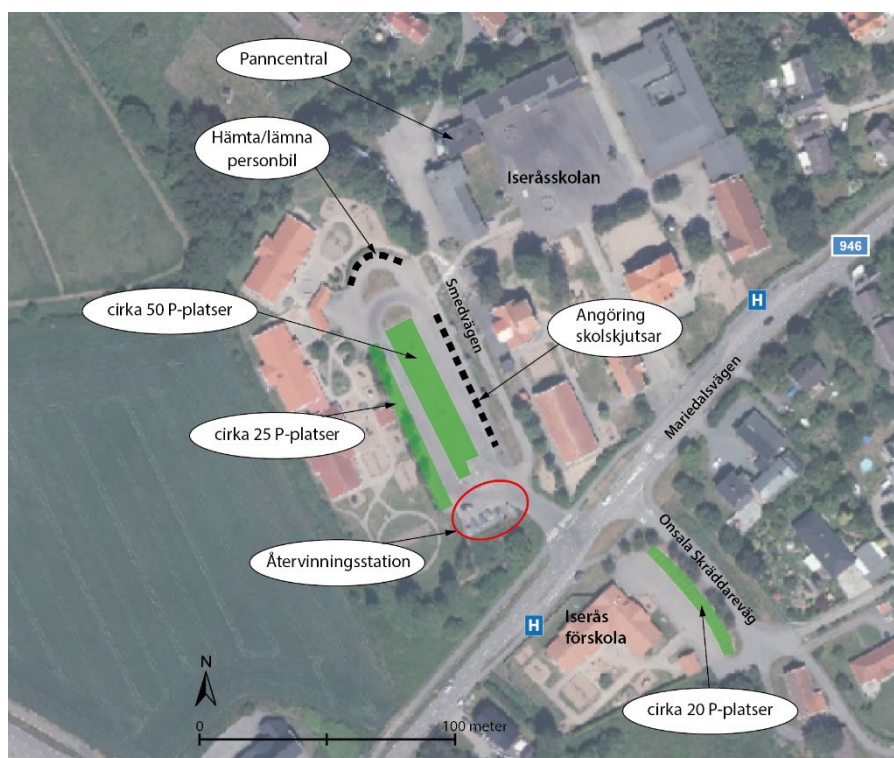 Panncentral
Hämta/lämna
personbil
Iseråsskolan
946
H
cirka 50 P-platser
Smedvägen
Angöring
skolskjutsar
Mariedalsvägen
cirka 25 P-platser
Återvinningsstation
Onsala Skräddareväg
H
Iserås
förskola
N
0
100 meter
cirka 20 P-platser